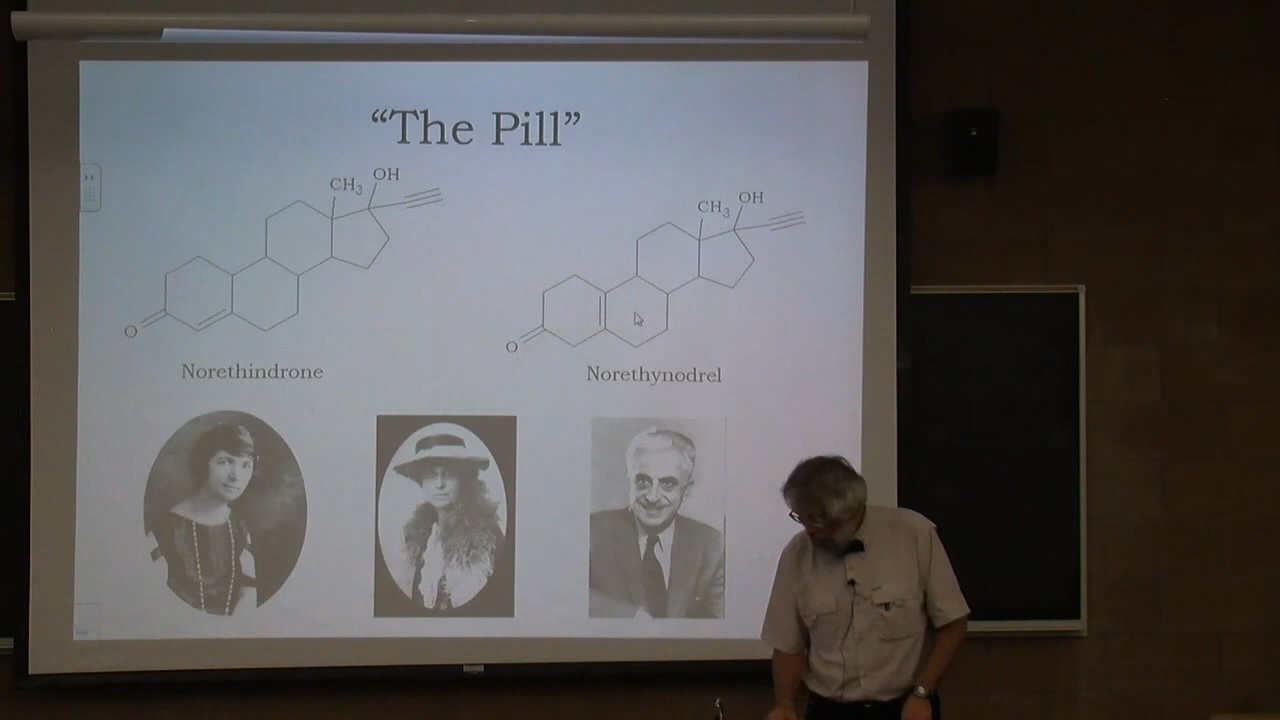 “The Pill”
CH3 OH
O
Norethindrone
CH3 OH
O
Norethynodrel